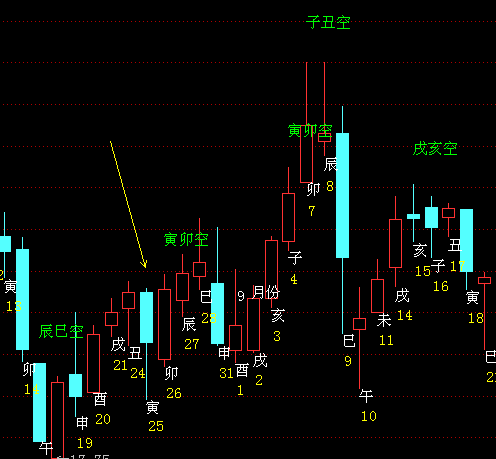 子丑空
寅卯空
辰
8
卯
7
戌亥空
寅卯空
子
4
巳
28
9 月份
亥
3
辰
27
寅
13
辰巳空
戌
21
丑
24
卯
26
寅
25
申
31
酉
1
戌
2
卯
14
酉
20
申
19
午
17.75
巳
9
午
10
未
11
戌
14
亥
15
子
16
丑
17
寅
18
巳